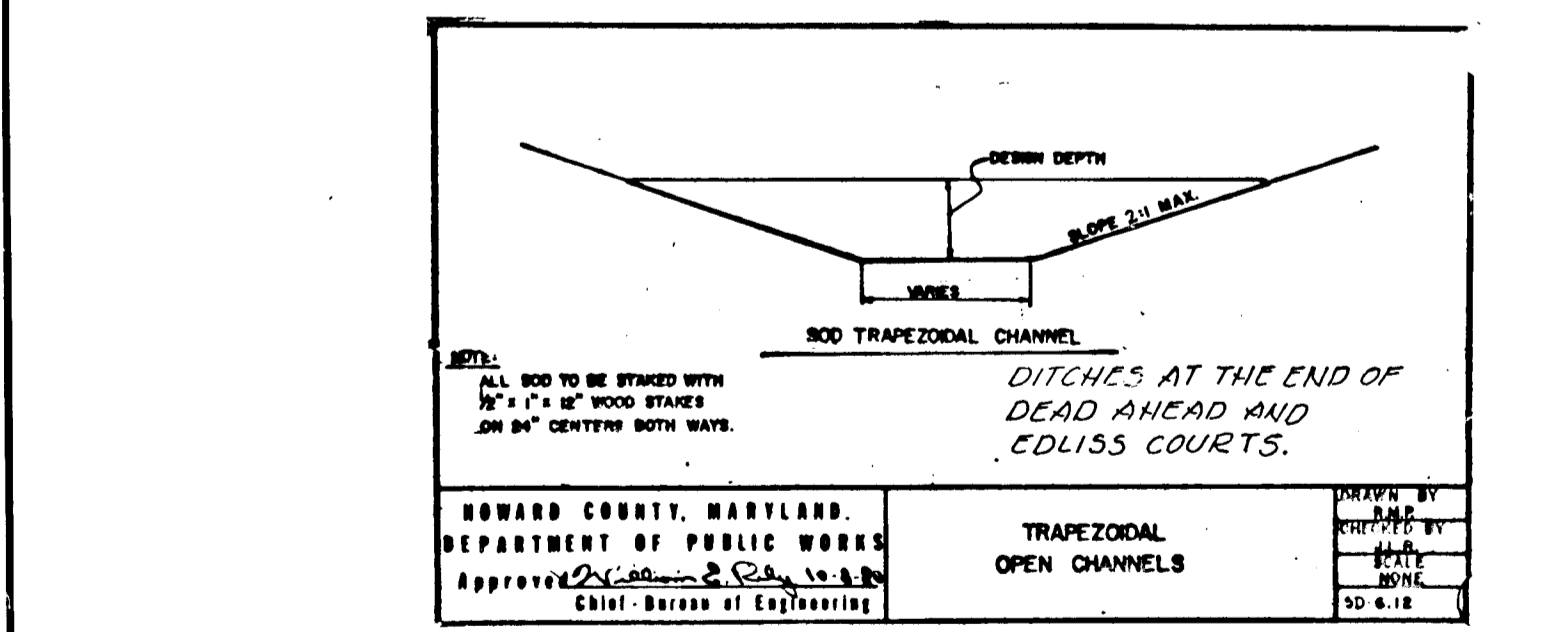 DESIGN DEPTH
SLOPE 2:1 MAX.
VARIES
SOD TRAPEZOIDAL CHANNEL
NOTE:
ALL SOD TO BE STAKED WITH
1/2" x 1" x 12" WOOD STAKES
ON 24" CENTERS BOTH WAYS.
DITCHES AT THE END OF
DEAD AHEAD AND
EDLISS COURTS.
HOWARD COUNTY, MARYLAND.
DEPARTMENT OF PUBLIC WORKS
Approved William E. Riley
Chief - Bureau of Engineering
TRAPEZOIDAL
OPEN CHANNELS
DRAWN BY
R.M.P.
CHECKED BY
SCALE
NONE
SD-6.12